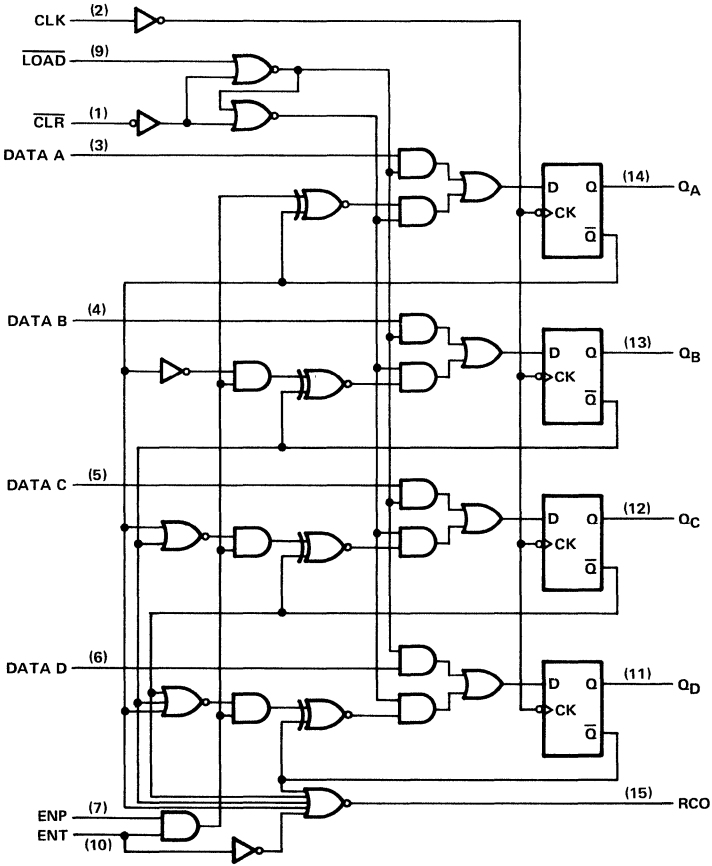 CLK (2)
LOAD (9)
CLR (1)
DATA A (3)
D Q (14) QA
CK
Q
DATA B (4)
D Q (13) QB
CK
Q
DATA C (5)
D Q (12) QC
CK
Q
DATA D (6)
D Q (11) QD
CK
Q
(15) RCO
ENP (7)
ENT (10)